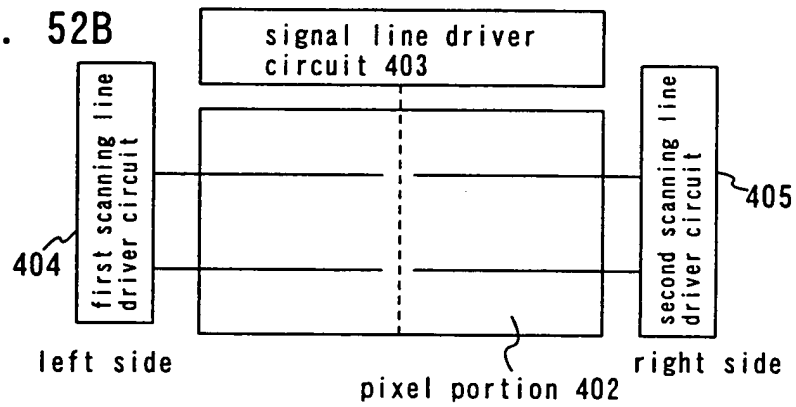 . 52B
signal line driver
circuit 403
first scanning line
driver circuit
second scanning line
driver circuit
404
405
left side
right side
pixel portion 402